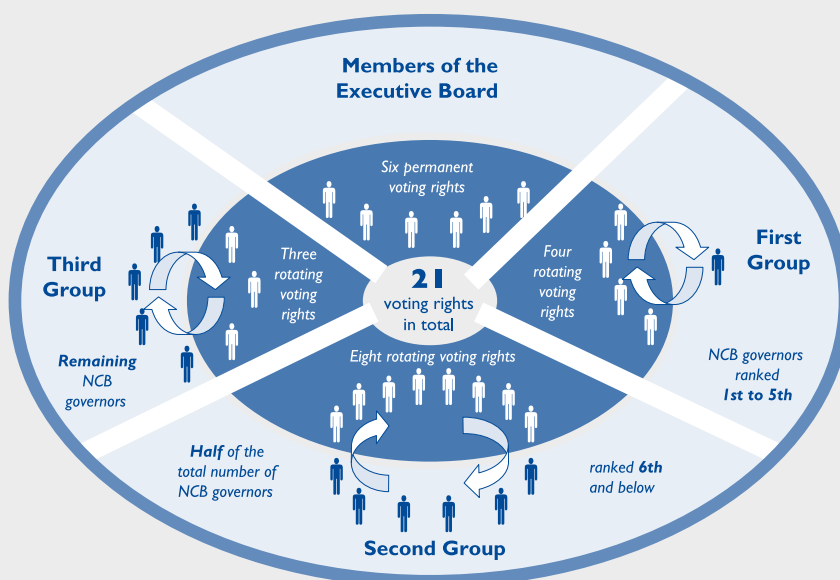 Members of the
Executive Board
Six permanent
voting rights
Third
Group
Three
rotating
voting
rights
21
voting rights
in total
Four
rotating
voting
rights
First
Group
Remaining
NCB
governors
Eight rotating voting rights
NCB governors
ranked
1st to 5th
Half of the
total number of
NCB governors
ranked 6th
and below
Second Group